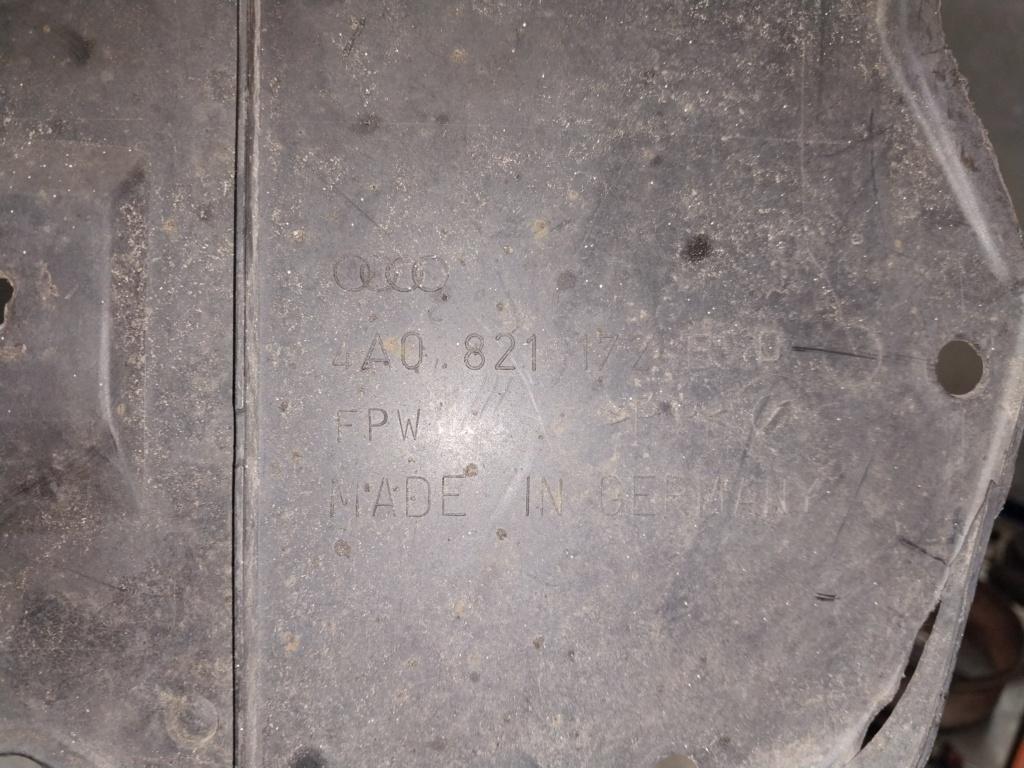 4A0 821 172
FPW
MADE IN GERMANY